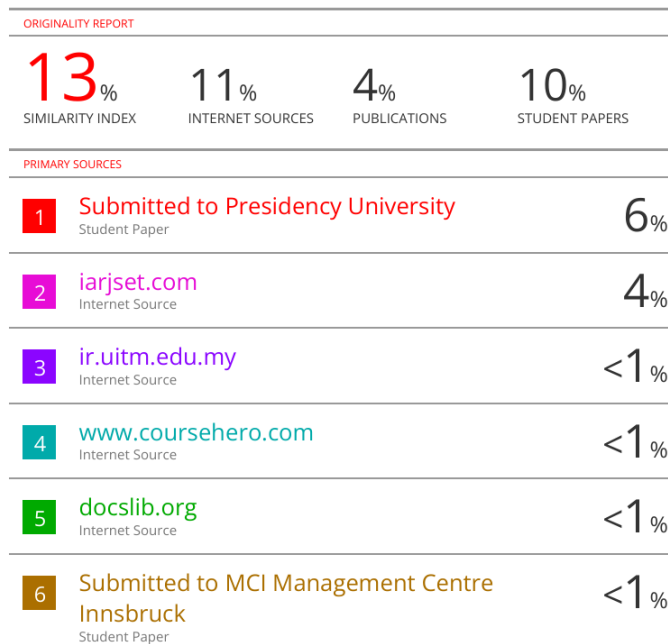 ORIGINALITY REPORT
13% 11% 4% 10%
SIMILARITY INDEX INTERNET SOURCES PUBLICATIONS STUDENT PAPERS
PRIMARY SOURCES
1 Submitted to Presidency University 6%
Student Paper
2 iarjset.com 4%
Internet Source
3 ir.uitm.edu.my <1%
Internet Source
4 www.coursehero.com <1%
Internet Source
5 docslib.org <1%
Internet Source
6 Submitted to MCI Management Centre <1%
Innsbruck
Student Paper